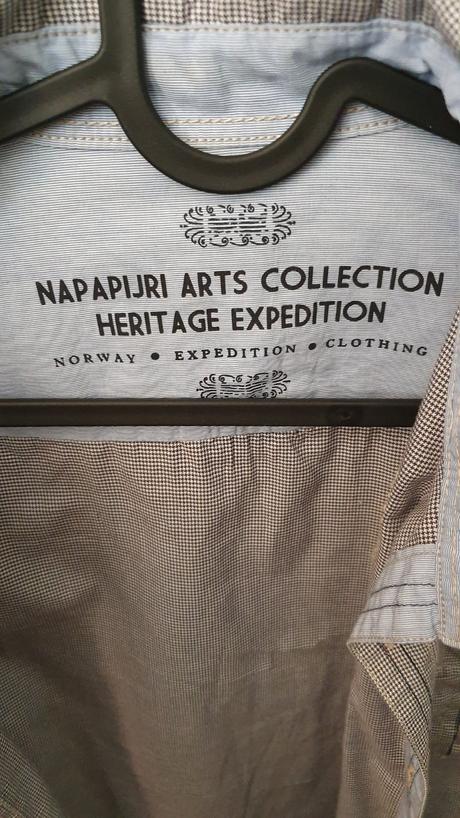 NAPAPIJRI ARTS COLLECTION
HERITAGE EXPEDITION
NORWAY • EXPEDITION • CLOTHING